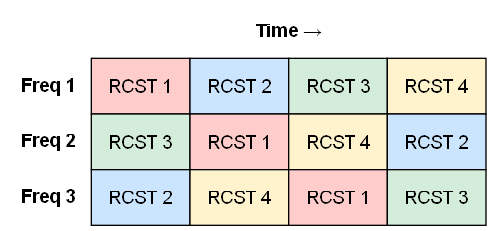 Time →
Freq 1 RCST 1 RCST 2 RCST 3 RCST 4
Freq 2 RCST 3 RCST 1 RCST 4 RCST 2
Freq 3 RCST 2 RCST 4 RCST 1 RCST 3